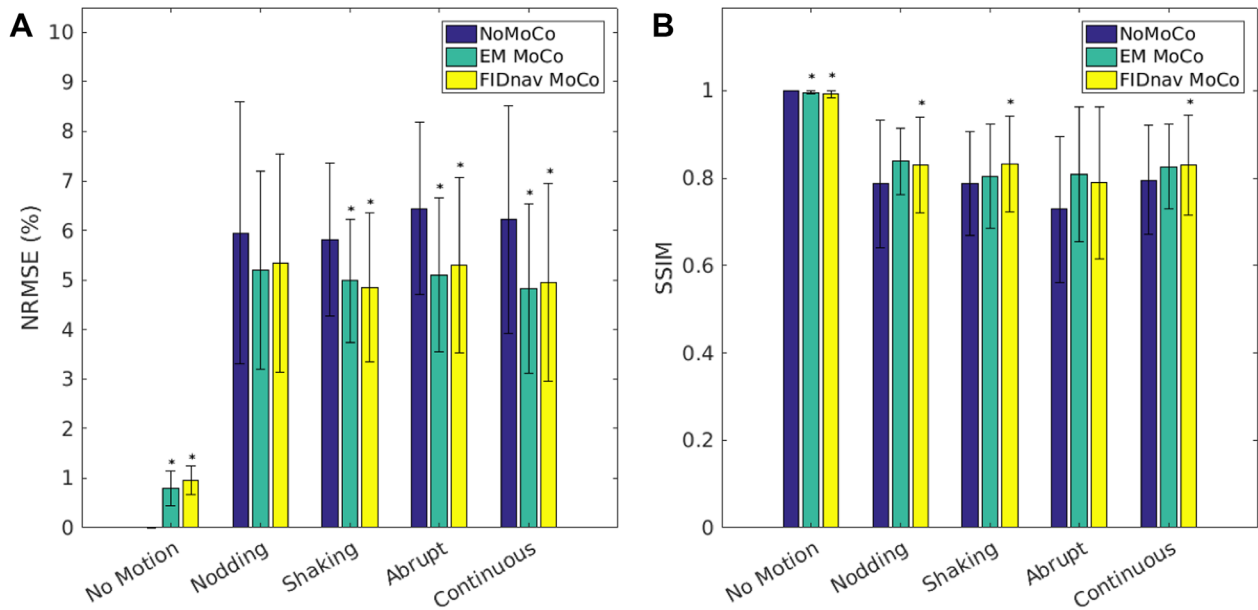 A
NRMSE (%)
10
9
8
7
6
5
4
3
2
1
0
NoMoCo
EM MoCo
FIDnav MoCo
* *
* *
* *
* *
No Motion
Nodding
Shaking
Abrupt
Continuous
B
SSIM
1
0.8
0.6
0.4
0.2
0
NoMoCo
EM MoCo
FIDnav MoCo
* *
*
*
*
No Motion
Nodding
Shaking
Abrupt
Continuous